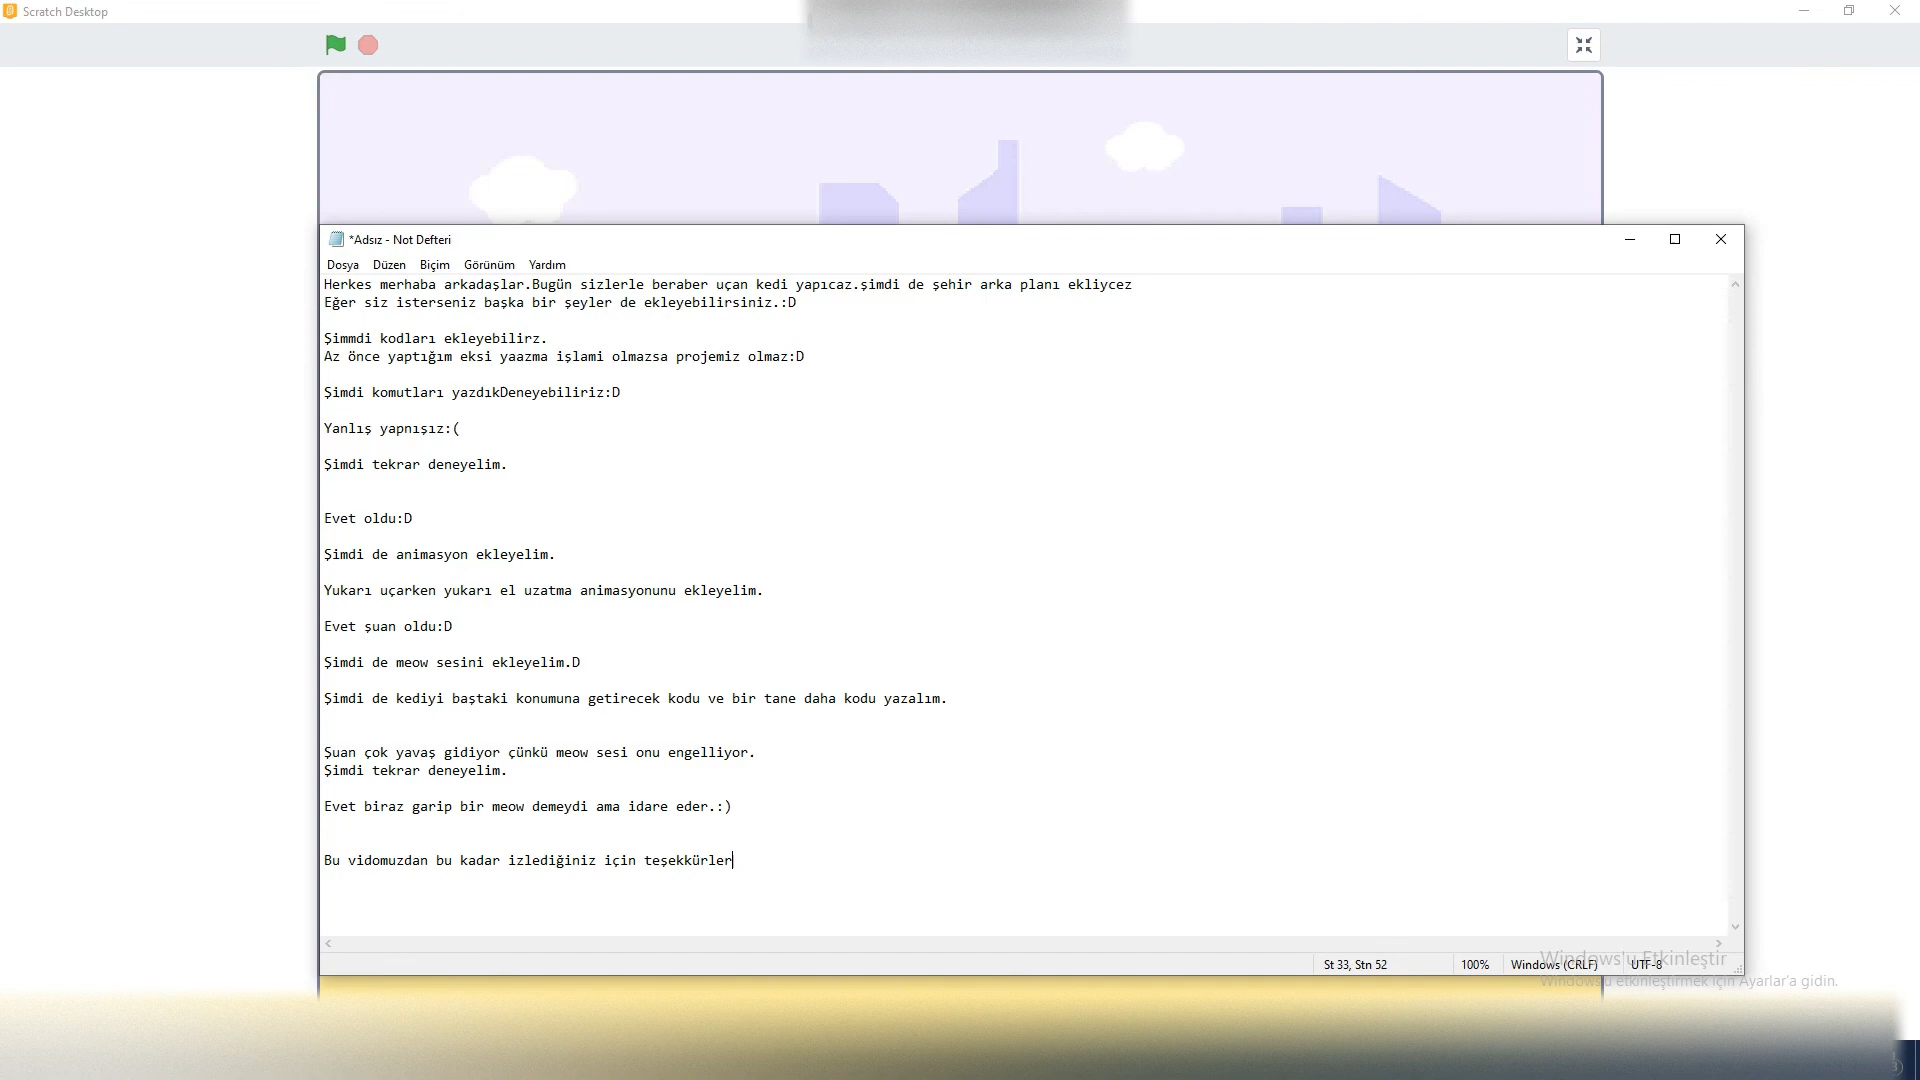 Scratch Desktop
*Adsız - Not Defteri
Dosya Düzen Biçim Görünüm Yardım
Herkes merhaba arkadaşlar.Bugün sizlerle beraber uçan kedi yapıcaz.şimdi de şehir arka planı ekliycez
Eğer siz isterseniz başka bir şeyler de ekleyebilirsiniz.:D
Şimmdi kodları ekleyebilirz.
Az önce yaptığım eksi yaazma işlami olmazsa projemiz olmaz:D
Şimdi komutları yazdıkDeneyebiliriz:D
Yanlış yapnışız:(
Şimdi tekrar deneyelim.
Evet oldu:D
Şimdi de animasyon ekleyelim.
Yukarı uçarken yukarı el uzatma animasyonunu ekleyelim.
Evet şuan oldu:D
Şimdi de meow sesini ekleyelim.D
Şimdi de kediyi baştaki konumuna getirecek kodu ve bir tane daha kodu yazalım.
Şuan çok yavaş gidiyor çünkü meow sesi onu engelliyor.
Şimdi tekrar deneyelim.
Evet biraz garip bir meow demeydi ama idare eder.:)
Bu vidomuzdan bu kadar izlediğiniz için teşekkürler
St 33, Stn 52 100% Windows (CRLF) UTF-8
Windows'u Etkinleştir
Windows'u etkinleştirmek için Ayarlar'a gidin.